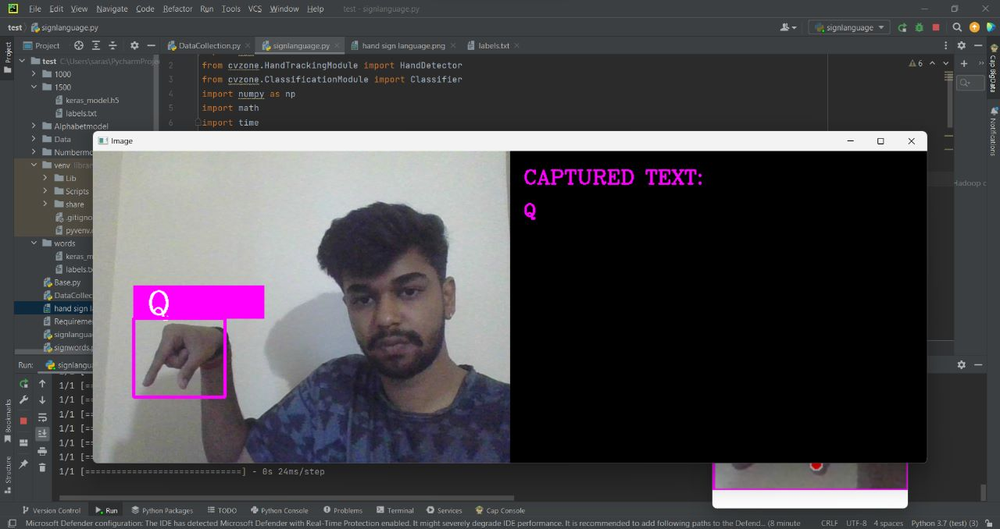 File Edit View Navigate Code Refactor Run Tools VCS Window Help test - signlanguage.py
test signlanguage.py signlanguage
Project DataCollection.py signlanguage.py hand sign language.png labels.txt
Project
test C:\Users\saras\PycharmProje
1000
1500
keras_model.h5
labels.txt
Alphabetmodel
Data
Numbermo
venv librar
Lib
Scripts
share
.gitigno
pyvenv.c
words
keras_m
labels.tx
Base.py
DataCollec
hand sign la
Requiremen
signlangua
signwords.p
2 from cvzone.HandTrackingModule import HandDetector
3 from cvzone.ClassificationModule import Classifier
4 import numpy as np
5 import math
6 import time
6
Cap BigData
Notifications
Hadoop c
Image
CAPTURED TEXT:
Q
Q
Run: signlangua
1/1 [==
1/1 [==
1/1 [==
1/1 [==
1/1 [==
1/1 [==
1/1 [==============================] - 0s 24ms/step
Bookmarks
Structure
Version Control Run Python Packages TODO Python Console Problems Terminal Services Cap Console
Microsoft Defender configuration: The IDE has detected Microsoft Defender with Real-Time Protection enabled. It might severely degrade IDE performance. It is recommended to add following paths to the Defend... (8 minute CRLF UTF-8 4 spaces Python 3.7 (test) (3)